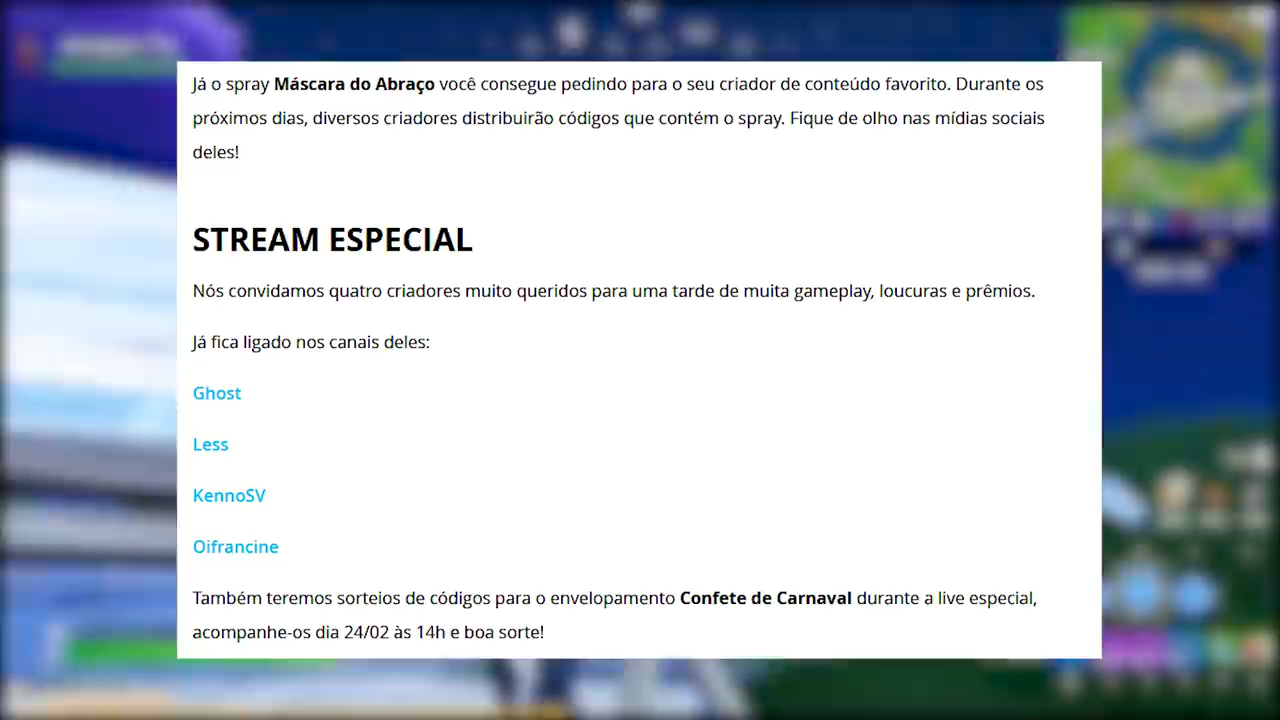 Já o spray Máscara do Abraço você consegue pedindo para o seu criador de conteúdo favorito. Durante os
próximos dias, diversos criadores distribuirão códigos que contém o spray. Fique de olho nas mídias sociais
deles!
STREAM ESPECIAL
Nós convidamos quatro criadores muito queridos para uma tarde de muita gameplay, loucuras e prêmios.
Já fica ligado nos canais deles:
Ghost
Less
KennoSV
Oifrancine
Também teremos sorteios de códigos para o envelopamento Confete de Carnaval durante a live especial,
acompanhe-os dia 24/02 às 14h e boa sorte!